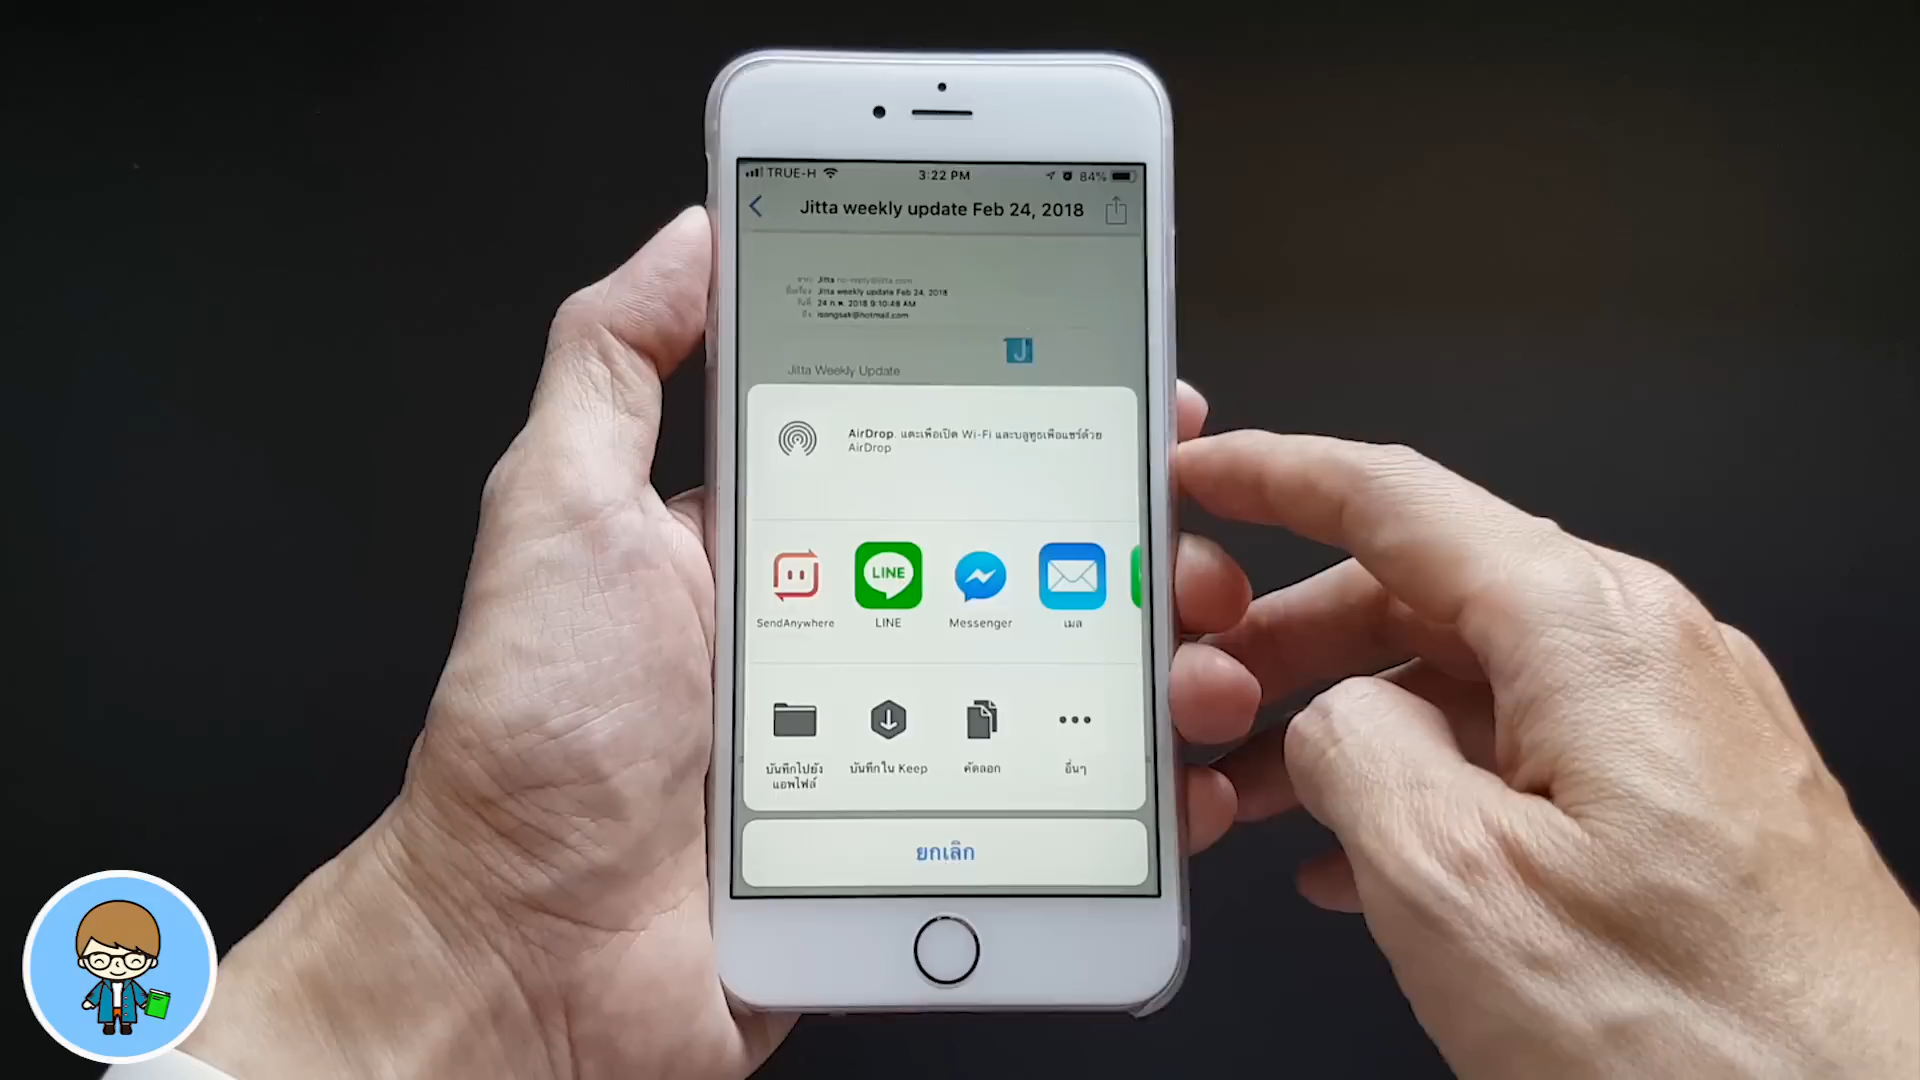 TRUE-H
3:22 PM
84%
Jitta weekly update Feb 24, 2018
จาก: Jitta no-reply@jitta.com
ชื่อเรื่อง: Jitta weekly update Feb 24, 2018
วันที่: 24 ก.พ. 2018 9:10:48 AM
ถึง: isongsak@hotmail.com
J
Jitta Weekly Update
AirDrop. แตะเพื่อเปิด Wi-Fi และบลูทูธเพื่อแชร์ด้วย
AirDrop
SendAnywhere
LINE
LINE
Messenger
เมล
บันทึกไปยัง
แอพไฟล์
บันทึกใน Keep
คัดลอก
อื่นๆ
ยกเลิก